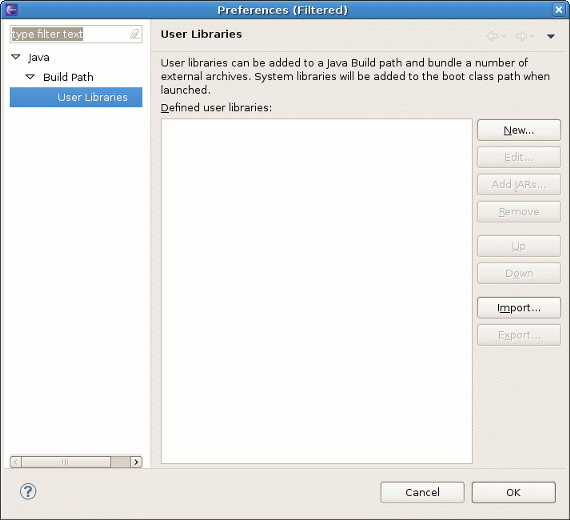 Preferences (Filtered)
type filter text
Java
Build Path
User Libraries
User Libraries
User libraries can be added to a Java Build path and bundle a number of
external archives. System libraries will be added to the boot class path when
launched.
Defined user libraries:
New...
Edit...
Add JARs...
Remove
Up
Down
Import...
Export...
?
Cancel
OK